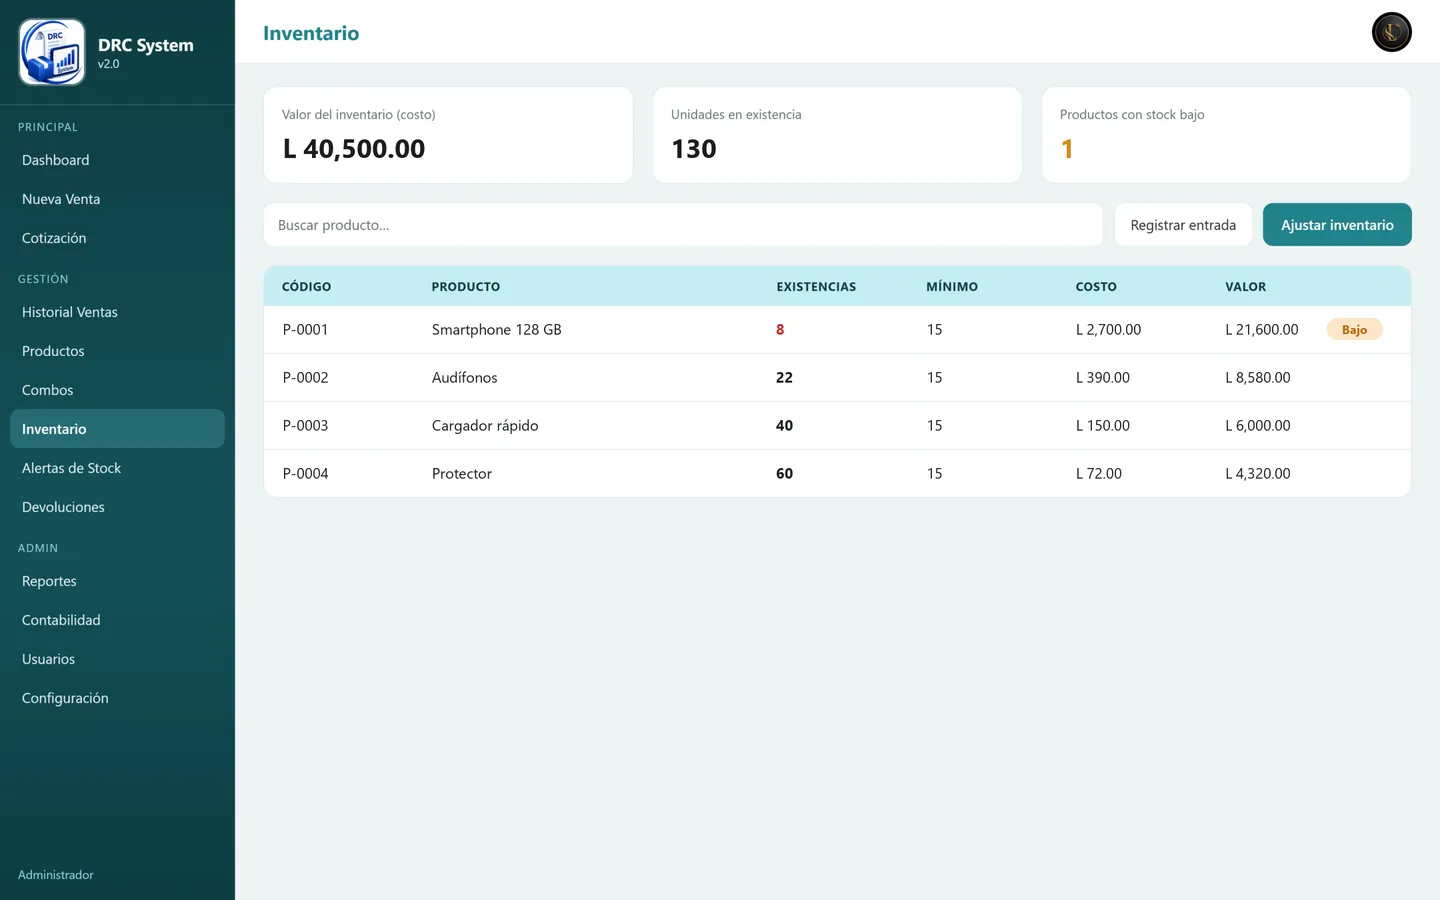 DRC
System
DRC System
v2.0
PRINCIPAL
Dashboard
Nueva Venta
Cotización
GESTIÓN
Historial Ventas
Productos
Combos
Inventario
Alertas de Stock
Devoluciones
ADMIN
Reportes
Contabilidad
Usuarios
Configuración
Administrador
Inventario
Valor del inventario (costo)
L 40,500.00
Unidades en existencia
130
Productos con stock bajo
1
Buscar producto...
Registrar entrada
Ajustar inventario
CÓDIGO PRODUCTO EXISTENCIAS MÍNIMO COSTO VALOR
P-0001 Smartphone 128 GB 8 15 L 2,700.00 L 21,600.00 Bajo
P-0002 Audífonos 22 15 L 390.00 L 8,580.00
P-0003 Cargador rápido 40 15 L 150.00 L 6,000.00
P-0004 Protector 60 15 L 72.00 L 4,320.00